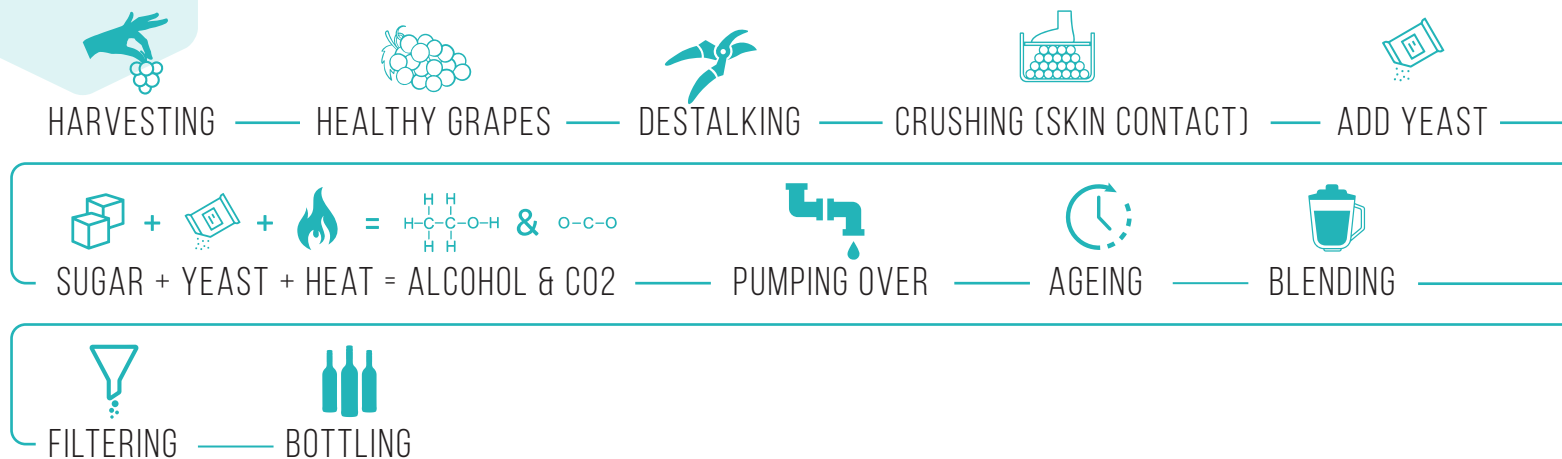 HARVESTING HEALTHY GRAPES DESTALKING CRUSHING (SKIN CONTACT) ADD YEAST
H H
+ + = H-C-C-O-H & O-C-O
H H
SUGAR + YEAST + HEAT = ALCOHOL & CO2 PUMPING OVER AGEING BLENDING
FILTERING BOTTLING